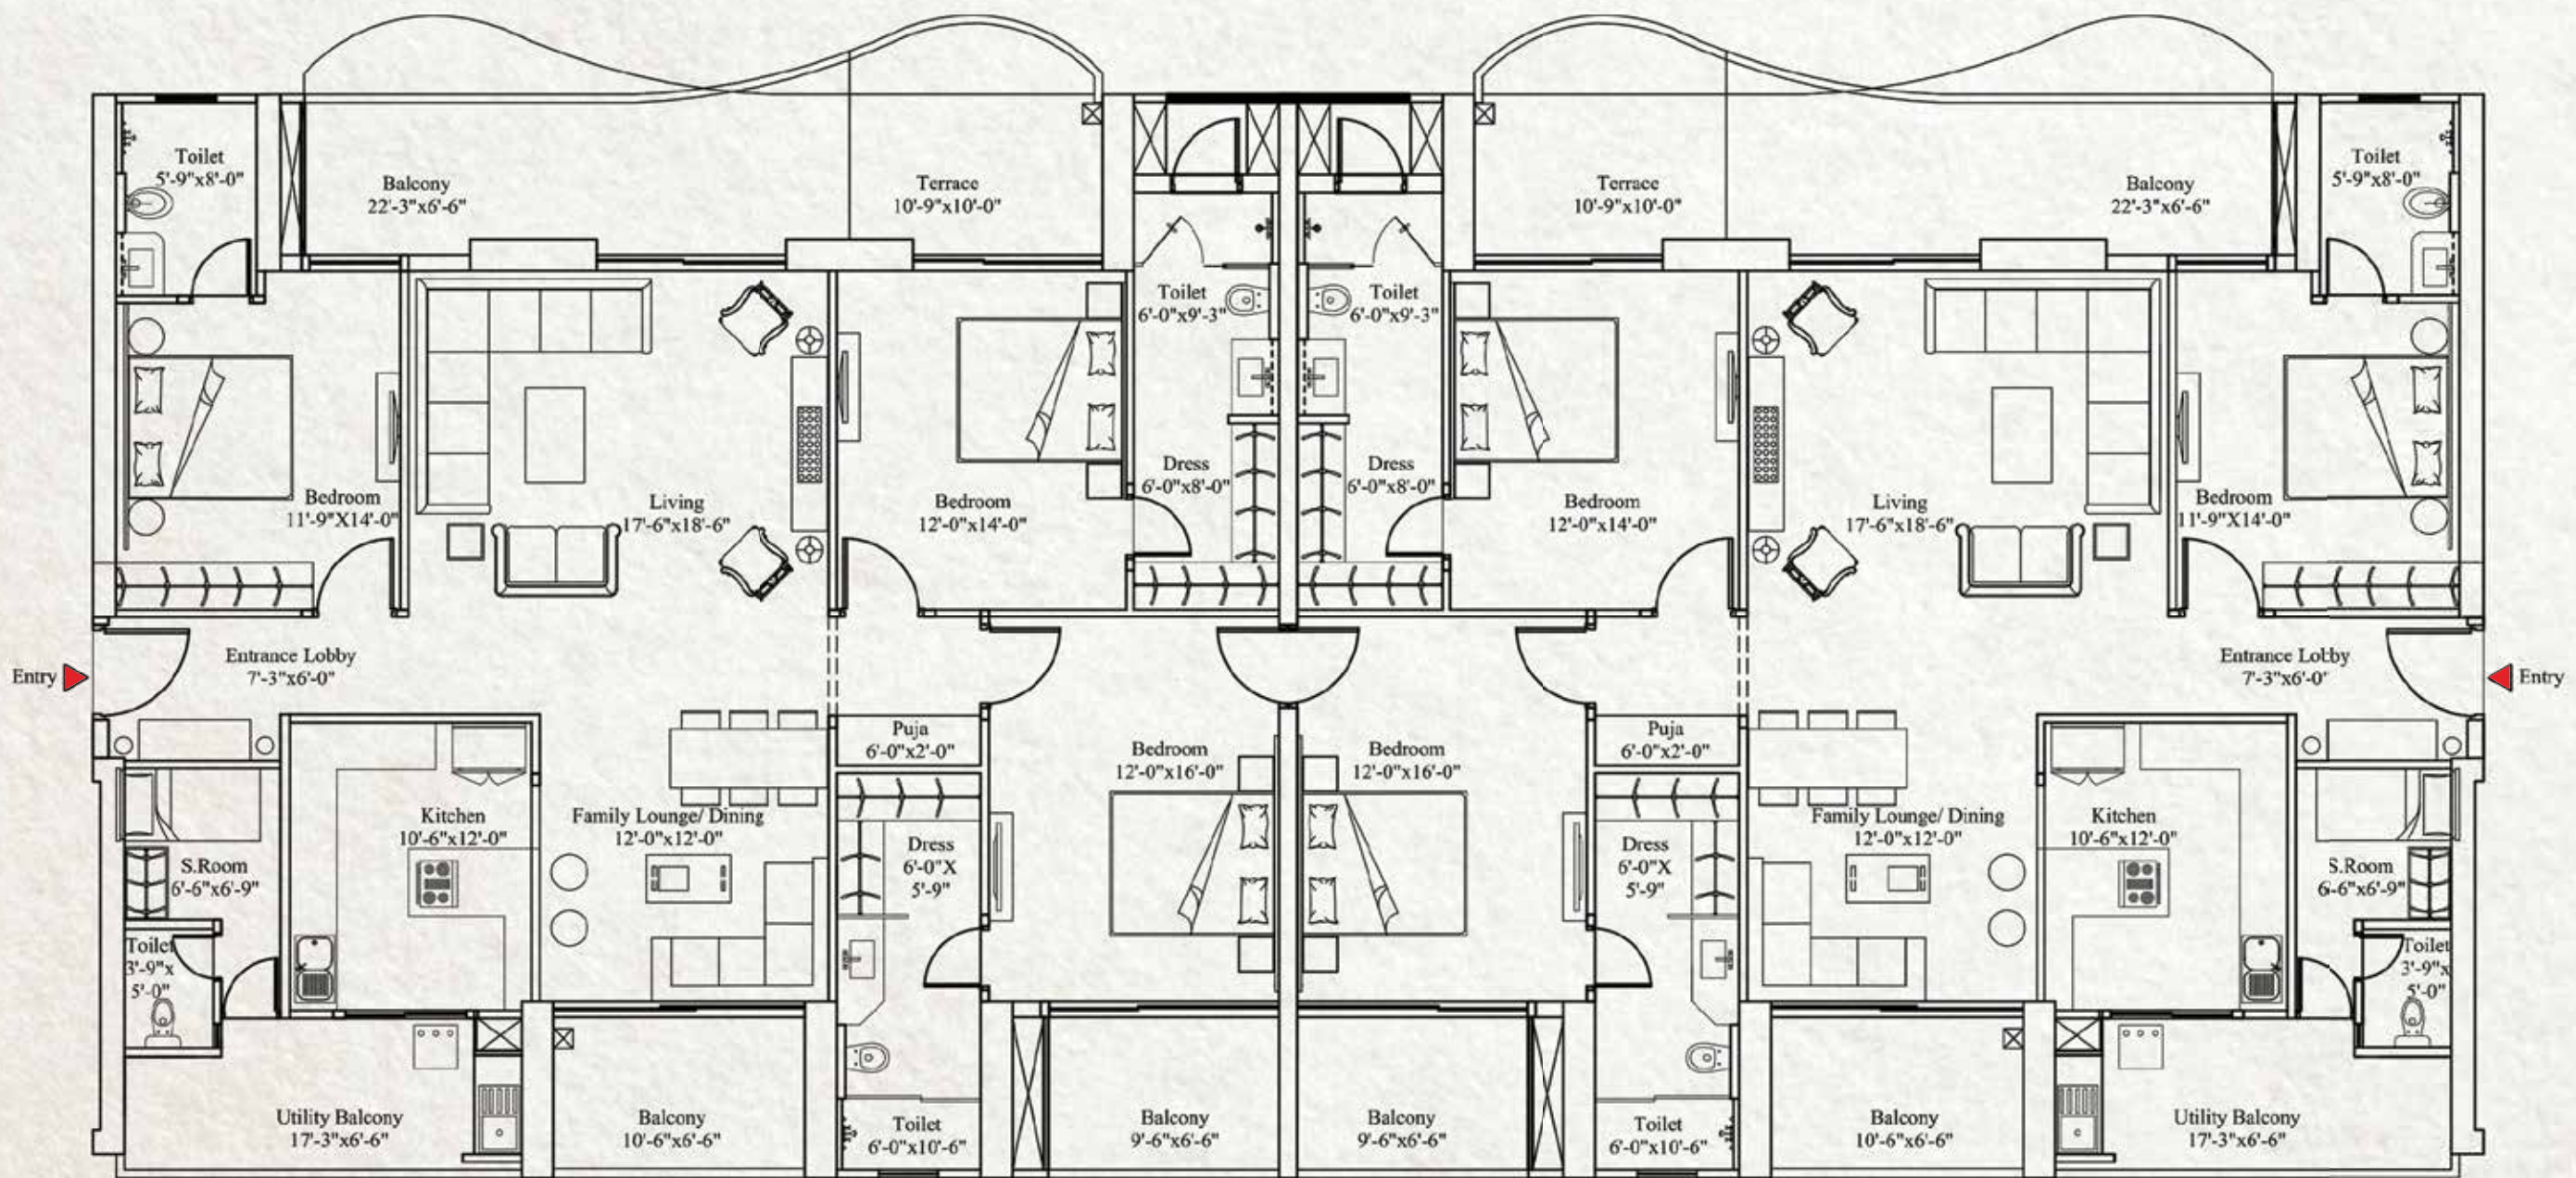 Toilet
5'-9"x8'-0"
Balcony
22'-3"x6'-6"
Terrace
10'-9"x10'-0"
Terrace
10'-9"x10'-0"
Balcony
22'-3"x6'-6"
Toilet
5'-9"x8'-0"
Toilet
6'-0"x9'-3"
Toilet
6'-0"x9'-3"
Bedroom
11'-9"X14'-0"
Living
17'-6"x18'-6"
Bedroom
12'-0"x14'-0"
Dress
6'-0"x8'-0"
Dress
6'-0"x8'-0"
Bedroom
12'-0"x14'-0"
Living
17'-6"x18'-6"
Bedroom
11'-9"X14'-0"
Entry
Entrance Lobby
7'-3"x6'-0"
Entrance Lobby
7'-3"x6'-0"
Entry
Puja
6'-0"x2'-0"
Bedroom
12'-0"x16'-0"
Bedroom
12'-0"x16'-0"
Puja
6'-0"x2'-0"
Kitchen
10'-6"x12'-0"
Family Lounge/ Dining
12'-0"x12'-0"
Family Lounge/ Dining
12'-0"x12'-0"
Kitchen
10'-6"x12'-0"
S.Room
6'-6"x6'-9"
Dress
6'-0"X
5'-9"
Dress
6'-0"X
5'-9"
S.Room
6-6"x6'-9"
Toilet
3'-9"x
5'-0"
Toilet
3'-9"x
5'-0"
Utility Balcony
17'-3"x6'-6"
Balcony
10'-6"x6'-6"
Toilet
6'-0"x10'-6"
Balcony
9'-6"x6'-6"
Balcony
9'-6"x6'-6"
Toilet
6'-0"x10'-6"
Balcony
10'-6"x6'-6"
Utility Balcony
17'-3"x6'-6"